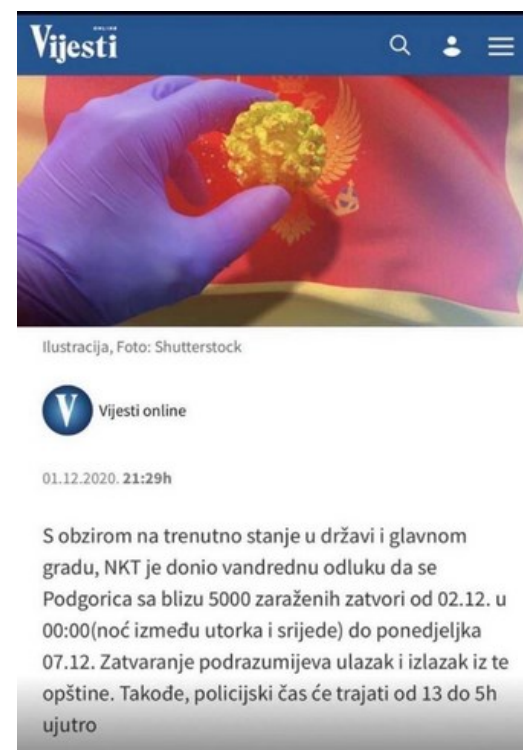 ONLINE
Vijesti
Ilustracija, Foto: Shutterstock
V
Vijesti online
01.12.2020. 21:29h
S obzirom na trenutno stanje u državi i glavnom
gradu, NKT je donio vandrednu odluku da se
Podgorica sa blizu 5000 zaraženih zatvori od 02.12. u
00:00(noć između utorka i srijede) do ponedjeljka
07.12. Zatvaranje podrazumijeva ulazak i izlazak iz te
opštine. Takođe, policijski čas će trajati od 13 do 5h
ujutro